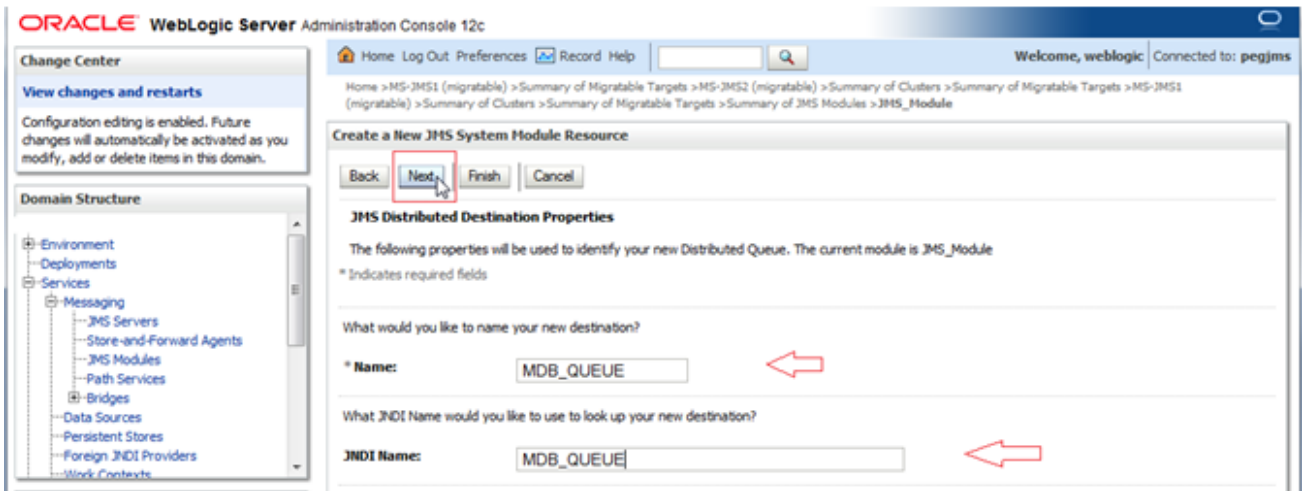 ORACLE WebLogic Server Administration Console 12c
Change Center
View changes and restarts
Configuration editing is enabled. Future
changes will automatically be activated as you
modify, add or delete items in this domain.
Domain Structure
Environment
Deployments
Services
Messaging
JMS Servers
Store-and-Forward Agents
JMS Modules
Path Services
Bridges
Data Sources
Persistent Stores
Foreign JNDI Providers
Work Contexts
Home Log Out Preferences Record Help
Welcome, weblogic Connected to: pegjms
Home >MS-JMS1 (migratable) >Summary of Migratable Targets >MS-JMS2 (migratable) >Summary of Clusters >Summary of Migratable Targets >MS-JMS1
(migratable) >Summary of Clusters >Summary of Migratable Targets >Summary of JMS Modules >JMS_Module
Create a New JMS System Module Resource
Back Next Finish Cancel
JMS Distributed Destination Properties
The following properties will be used to identify your new Distributed Queue. The current module is JMS_Module
* Indicates required fields
What would you like to name your new destination?
* Name: MDB_QUEUE
What JNDI Name would you like to use to look up your new destination?
JNDI Name: MDB_QUEUE